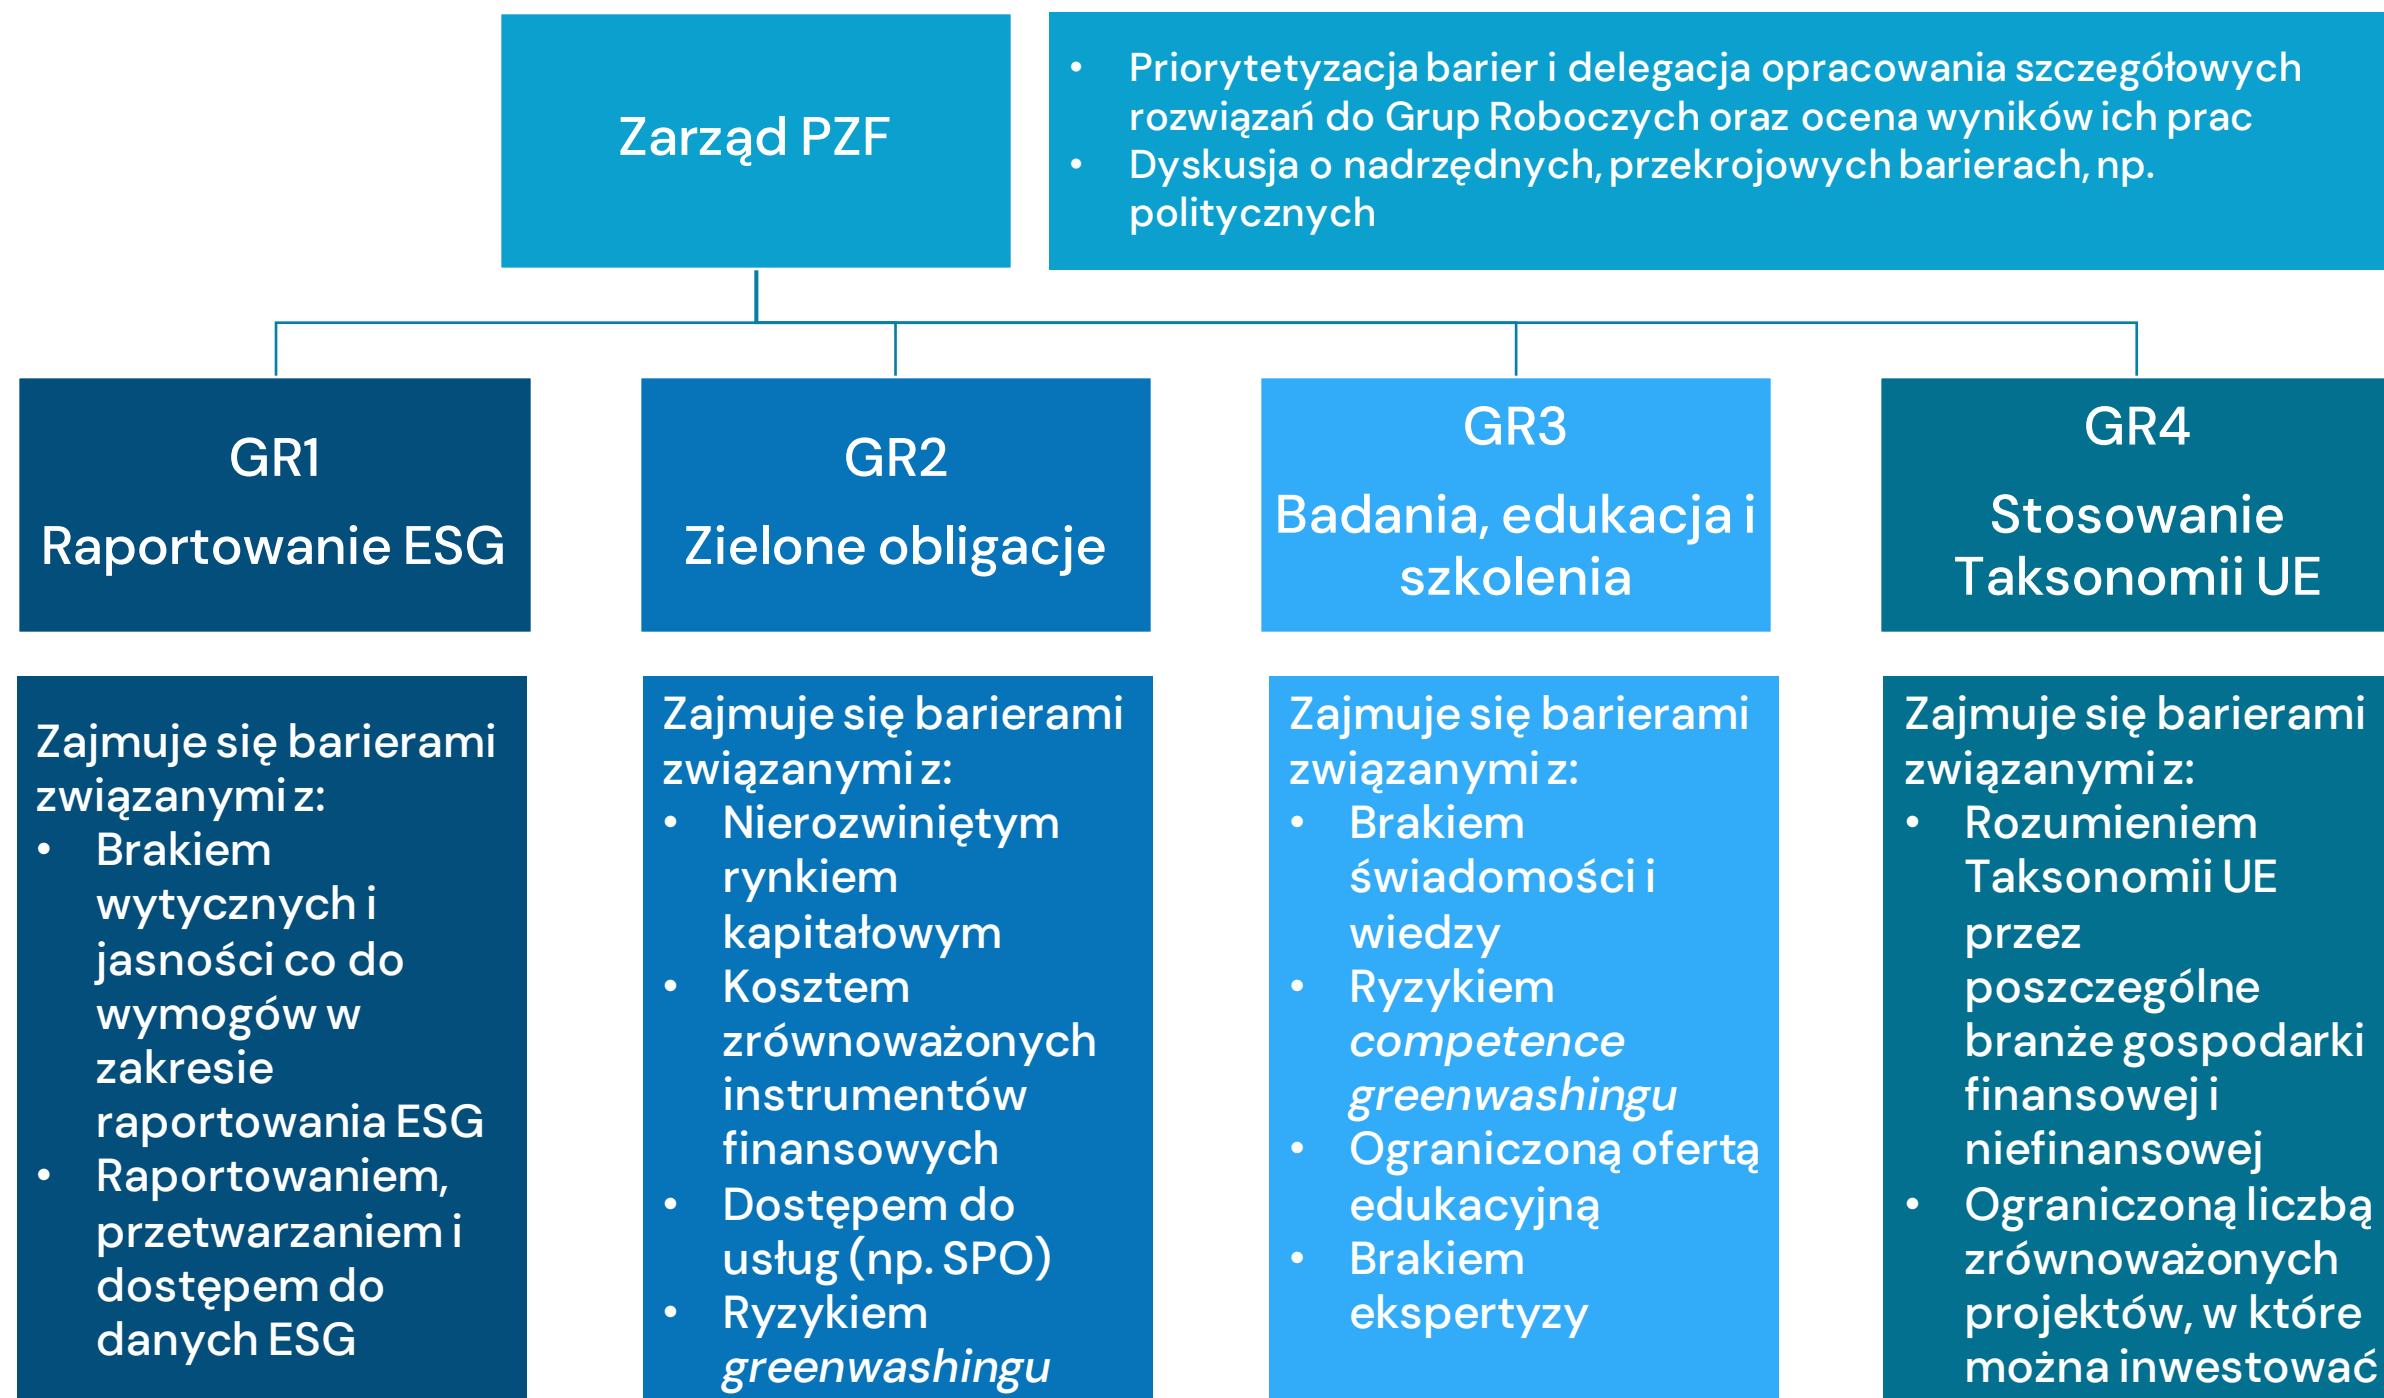 Zarząd PZF
• Priorytetyzacja barier i delegacja opracowania szczegółowych
rozwiązań do Grup Roboczych oraz ocena wyników ich prac
• Dyskusja o nadrzędnych, przekrojowych barierach, np.
politycznych
GR1
Raportowanie ESG
GR2
Zielone obligacje
GR3
Badania, edukacja i
szkolenia
GR4
Stosowanie
Taksonomii UE
Zajmuje się barierami
związanymi z:
• Brakiem
wytycznych i
jasności co do
wymogów w
zakresie
raportowania ESG
• Raportowaniem,
przetwarzaniem i
dostępem do
danych ESG
Zajmuje się barierami
związanymi z:
• Nierozwiniętym
rynkiem
kapitałowym
• Kosztem
zrównoważonych
instrumentów
finansowych
• Dostępem do
usług (np. SPO)
• Ryzykiem
greenwashingu
Zajmuje się barierami
związanymi z:
• Brakiem
świadomości i
wiedzy
• Ryzykiem
competence
greenwashingu
• Ograniczoną ofertą
edukacyjną
• Brakiem
ekspertyzy
Zajmuje się barierami
związanymi z:
• Rozumieniem
Taksonomii UE
przez
poszczególne
branże gospodarki
finansowej i
niefinansowej
• Ograniczoną liczbą
zrównoważonych
projektów, w które
można inwestować